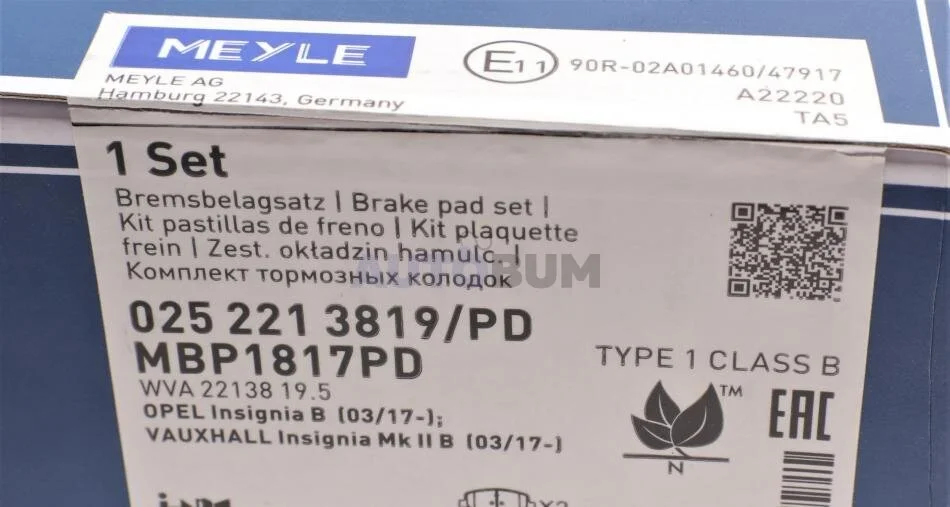 MEYLE
E11
90R-02A01460/47917
MEYLE AG
Hamburg 22143, Germany
A22220
TA5
1 Set
Bremsbelagsatz | Brake pad set |
Kit pastillas de freno | Kit plaquette
frein | Zest. okładzin hamulc. |
Комплект тормозных колодок
AUTOBUM
025 221 3819/PD
MBP1817PD
TYPE 1 CLASS B
WVA 22138 19.5
OPEL Insignia B (03/17-);
VAUXHALL Insignia Mk II B (03/17-)
TM
N
EAC
X2